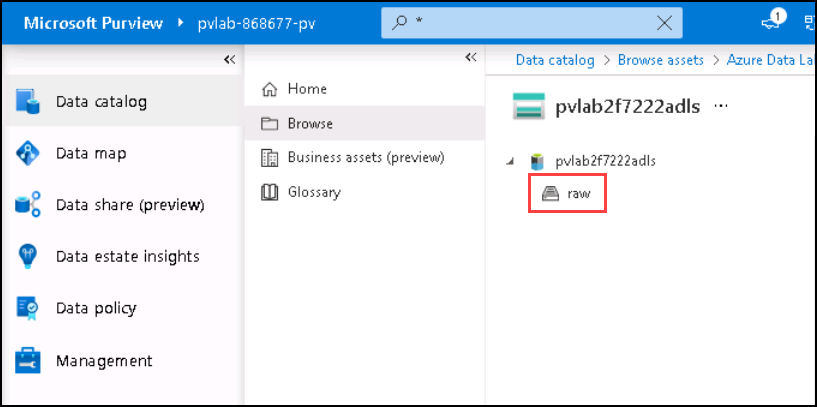 Microsoft Purview
pvlab-868677-pv
*
1
Data catalog
Data map
Data share (preview)
Data estate insights
Data policy
Management
Home
Browse
Business assets (preview)
Glossary
Data catalog > Browse assets > Azure Data La
pvlab2f7222adls ...
pvlab2f7222adls
raw